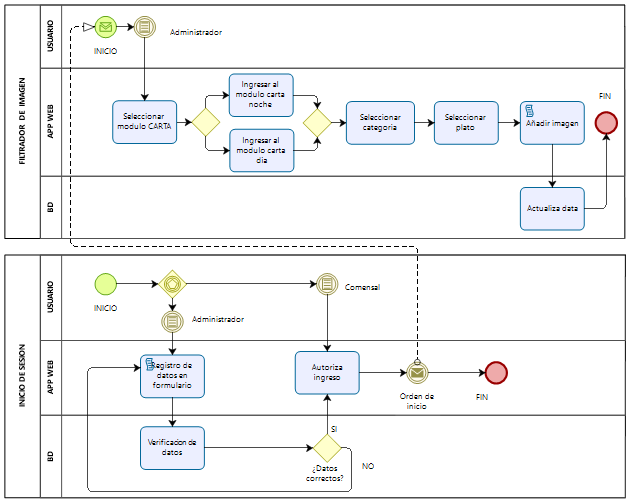 FILTRADOR DE IMAGEN
USUARIO
INICIO
Administrador
APP WEB
Seleccionar
modulo CARTA
Ingresar al
modulo carta
noche
Ingresar al
modulo carta
dia
Seleccionar
categoria
Seleccionar
plato
Añadir imagen
FIN
BD
Actualiza data
INICIO DE SESION
USUARIO
INICIO
Administrador
Comensal
APP WEB
Registro de
datos en
formulario
Autoriza
ingreso
Orden de
inicio
FIN
BD
Verificacion de
datos
SI
¿Datos
correctos?
NO